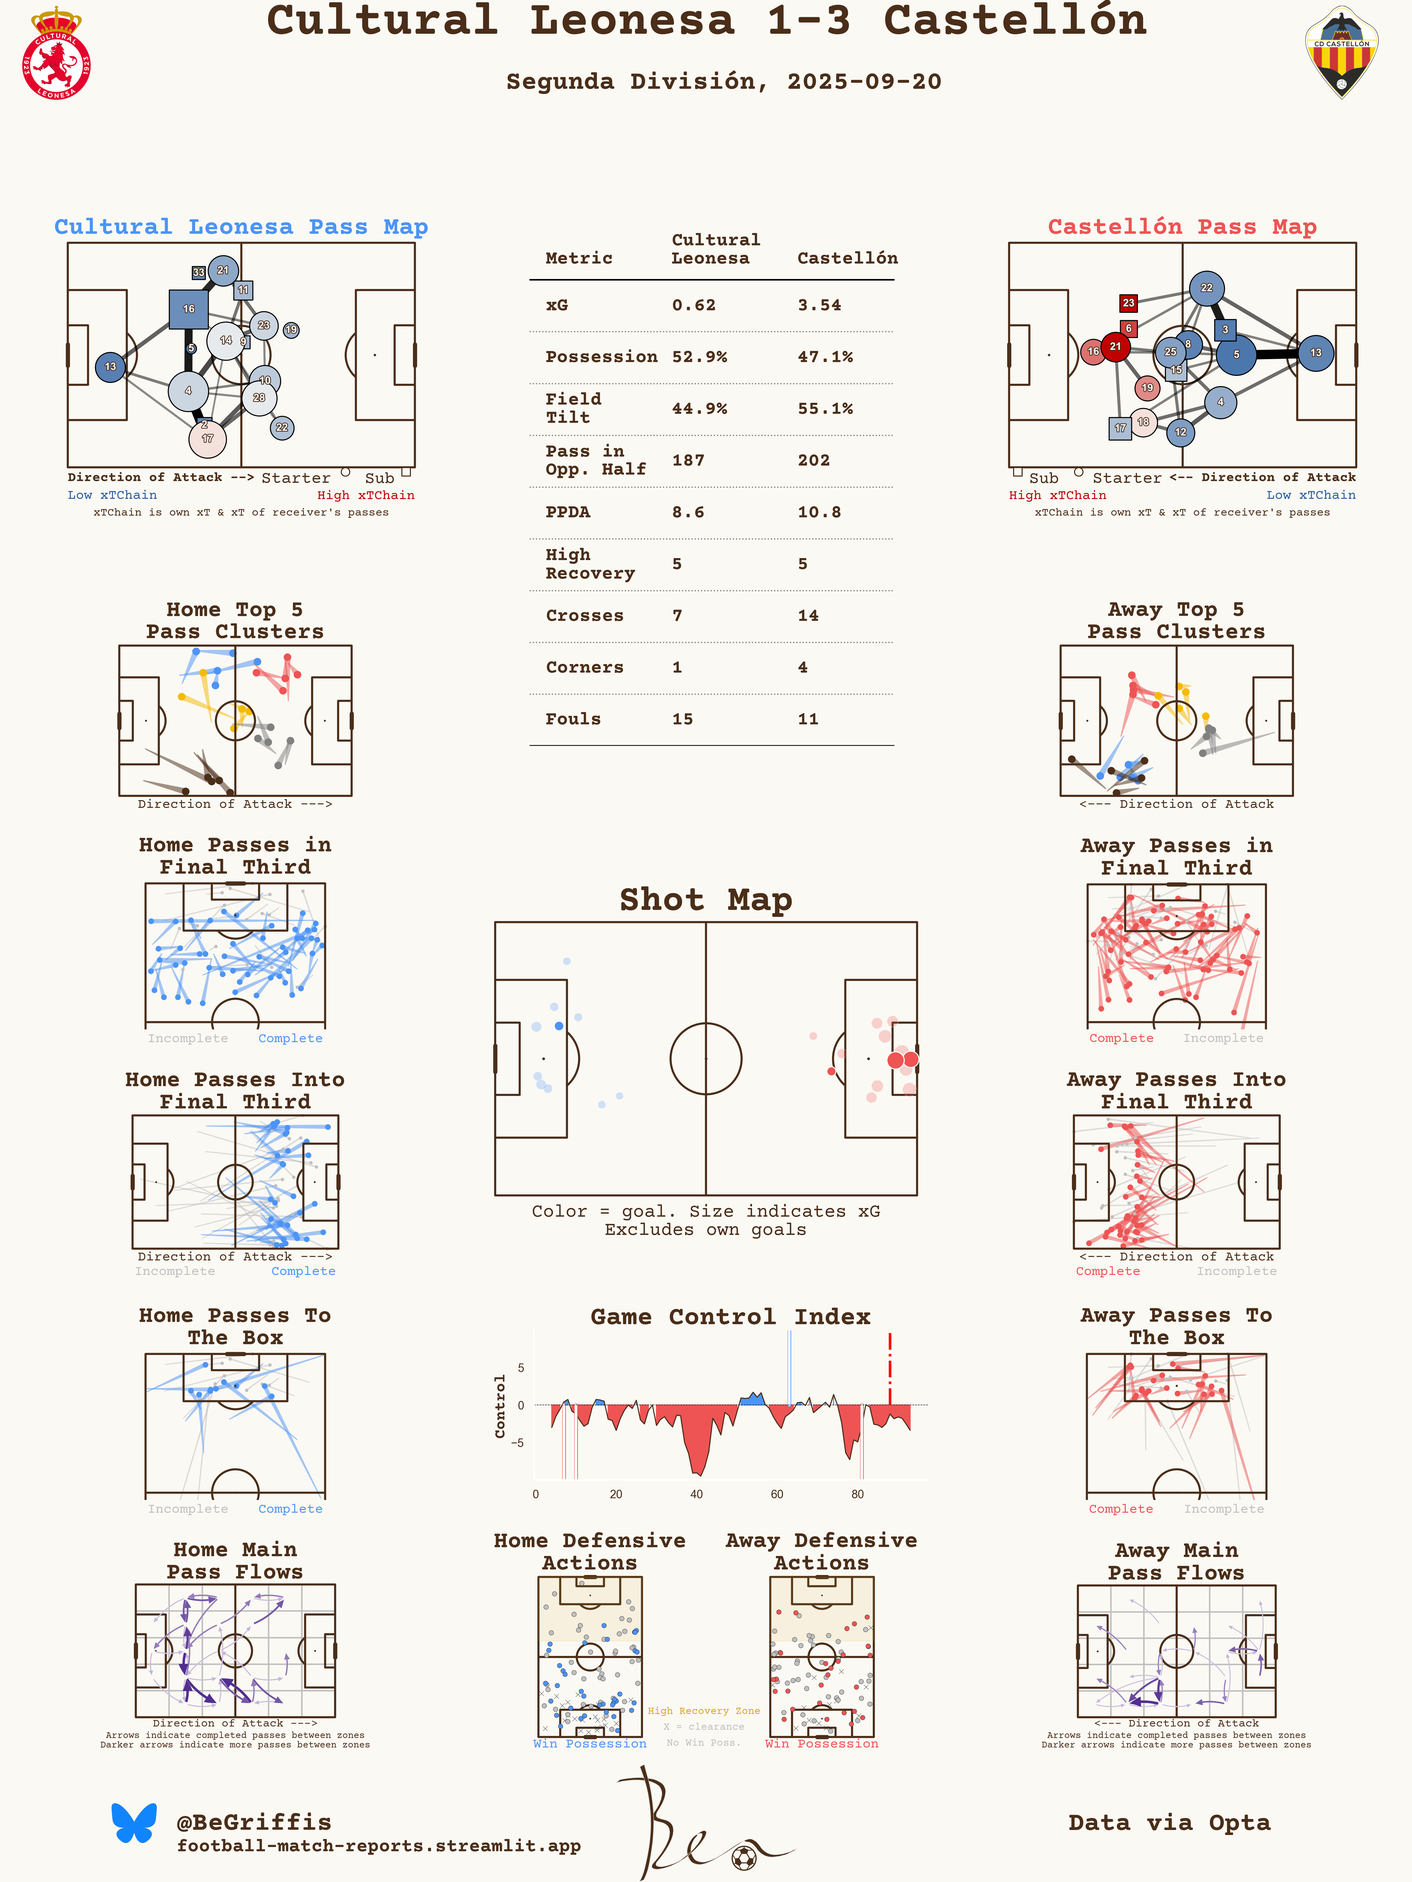 Cultural Leonesa 1-3 Castellón
Segunda División, 2025-09-20
CULTURAL
1923
1923
LEONESA
CD CASTELLÓN
Cultural Leonesa Pass Map
33
21
11
16
23
19
14
9
5
13
4
10
28
2
17
22
Direction of Attack --> Starter Sub
Low xTChain High xTChain
xTChain is own xT & xT of receiver's passes
Metric Cultural Leonesa Castellón
xG 0.62 3.54
Possession 52.9% 47.1%
Field Tilt 44.9% 55.1%
Pass in Opp. Half 187 202
PPDA 8.6 10.8
High Recovery 5 5
Crosses 7 14
Corners 1 4
Fouls 15 11
Castellón Pass Map
22
23
6
3
16
21
25
8
5
13
15
19
4
17
18
12
Sub Starter <-- Direction of Attack
High xTChain Low xTChain
xTChain is own xT & xT of receiver's passes
Home Top 5
Pass Clusters
Direction of Attack --->
Away Top 5
Pass Clusters
<--- Direction of Attack
Home Passes in
Final Third
Incomplete Complete
Away Passes in
Final Third
Complete Incomplete
Shot Map
Color = goal. Size indicates xG
Excludes own goals
Home Passes Into
Final Third
Direction of Attack --->
Incomplete Complete
Away Passes Into
Final Third
<--- Direction of Attack
Complete Incomplete
Home Passes To
The Box
Incomplete Complete
Game Control Index
Control
5
0
−5
0 20 40 60 80
Away Passes To
The Box
Complete Incomplete
Home Main
Pass Flows
Direction of Attack --->
Arrows indicate completed passes between zones
Darker arrows indicate more passes between zones
Home Defensive
Actions
Win Possession
Away Defensive
Actions
Win Possession
High Recovery Zone
X = clearance
No Win Poss.
Away Main
Pass Flows
<--- Direction of Attack
Arrows indicate completed passes between zones
Darker arrows indicate more passes between zones
@BeGriffis
football-match-reports.streamlit.app
Ben
Data via Opta